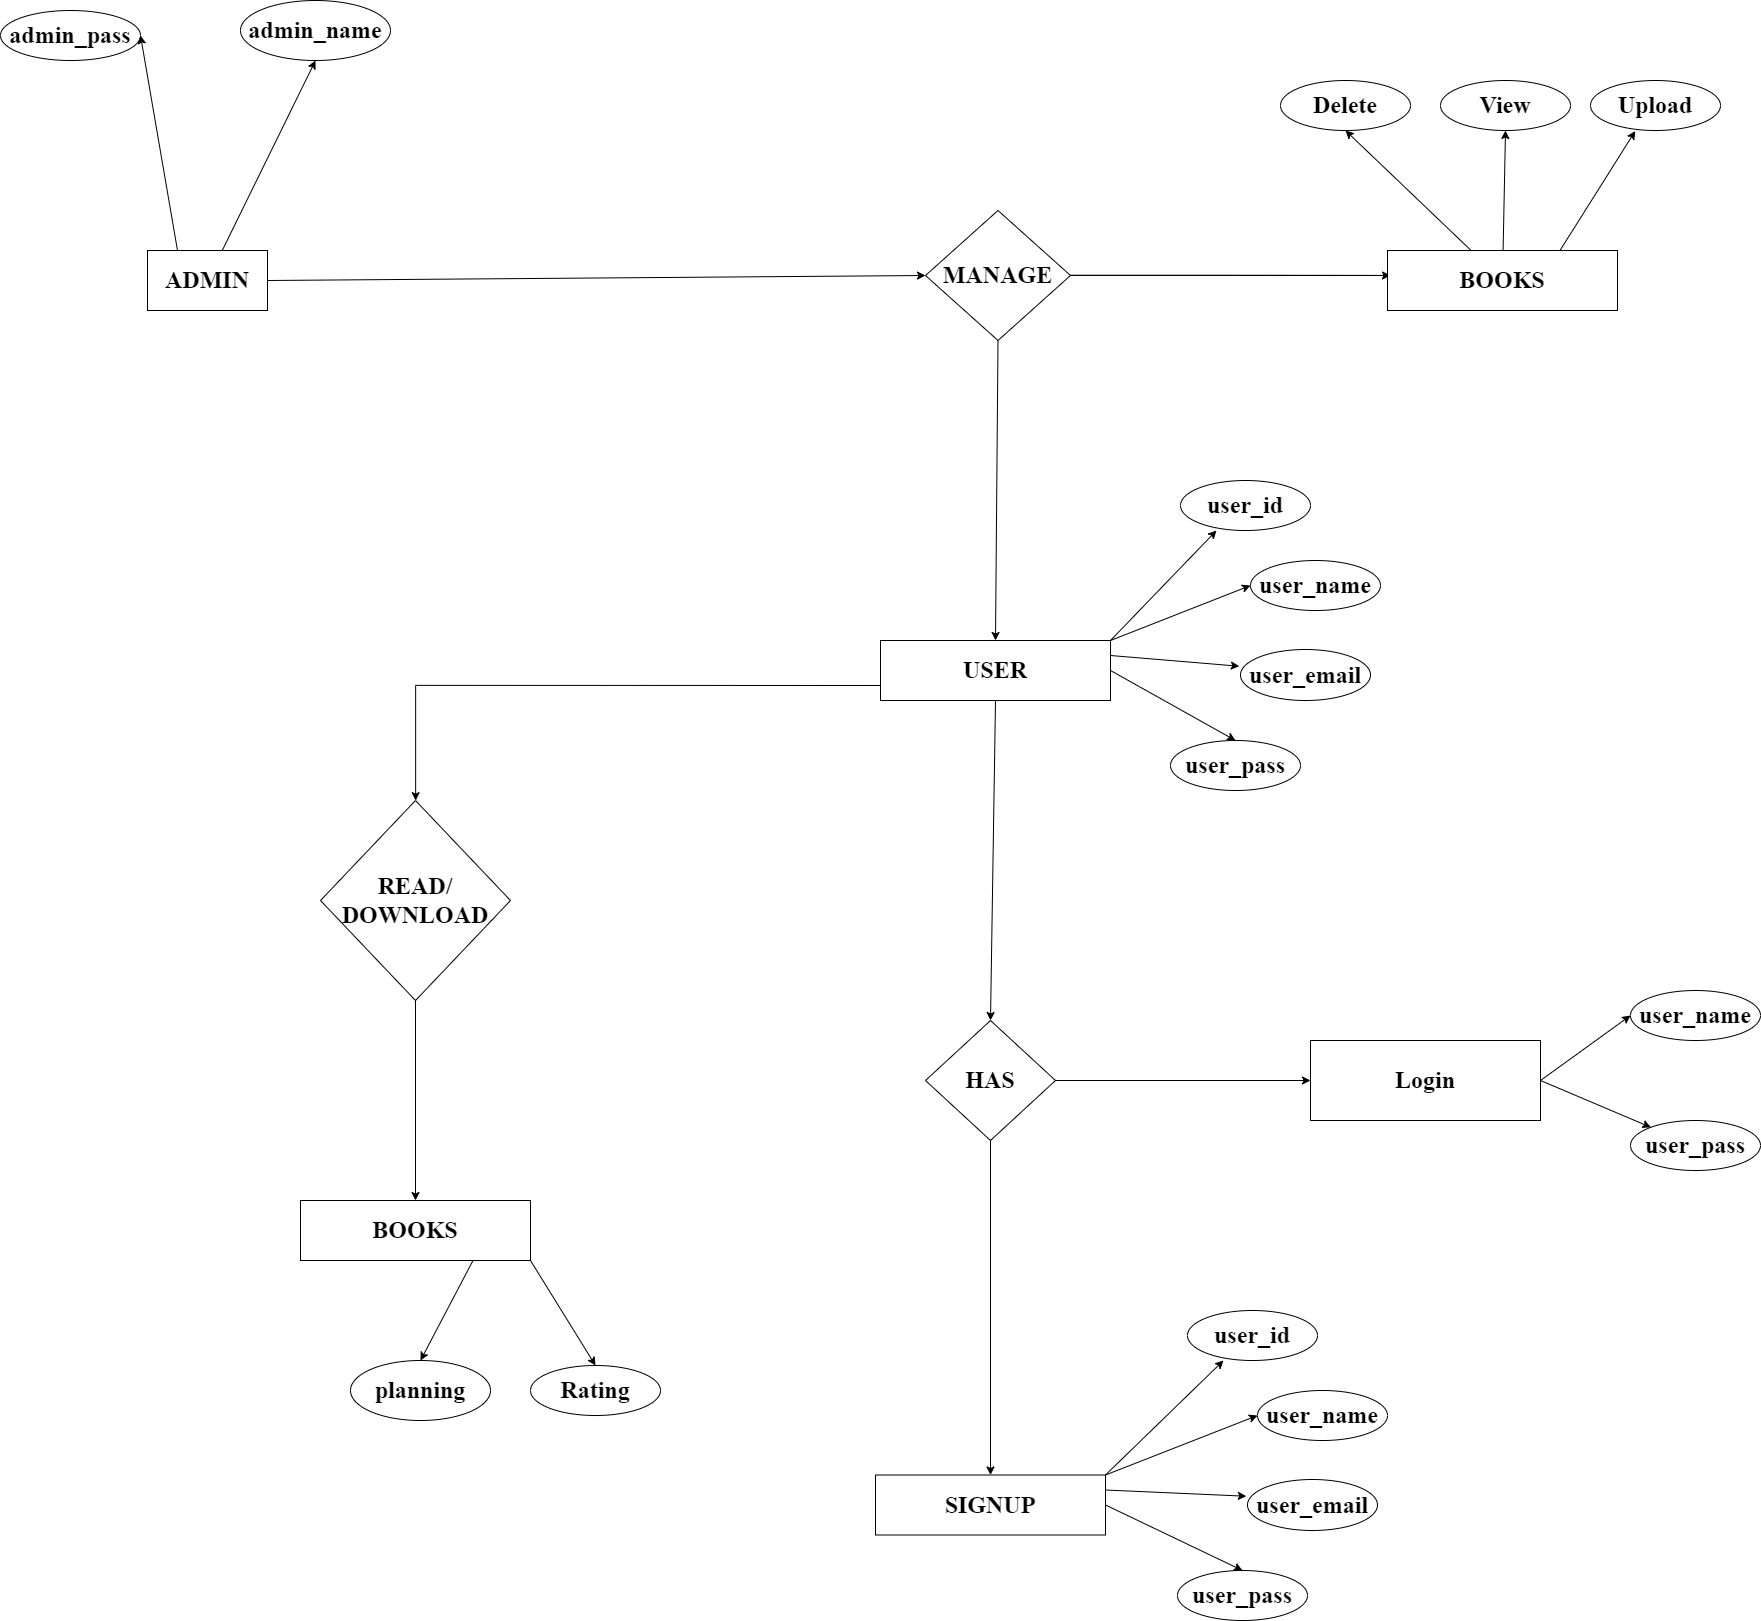 admin_pass
admin_name
Delete
View
Upload
ADMIN
MANAGE
BOOKS
user_id
user_name
user_email
user_pass
USER
READ/
DOWNLOAD
HAS
Login
user_name
user_pass
BOOKS
planning
Rating
user_id
user_name
user_email
user_pass
SIGNUP